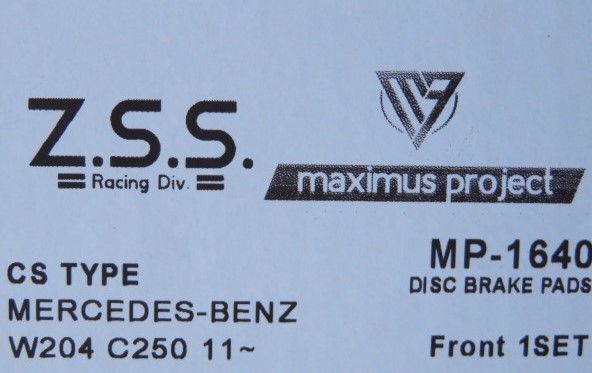 Z.S.S.
Racing Div.
maximus project
MP-1640
DISC BRAKE PADS
CS TYPE
MERCEDES-BENZ
W204 C250 11~
Front 1SET